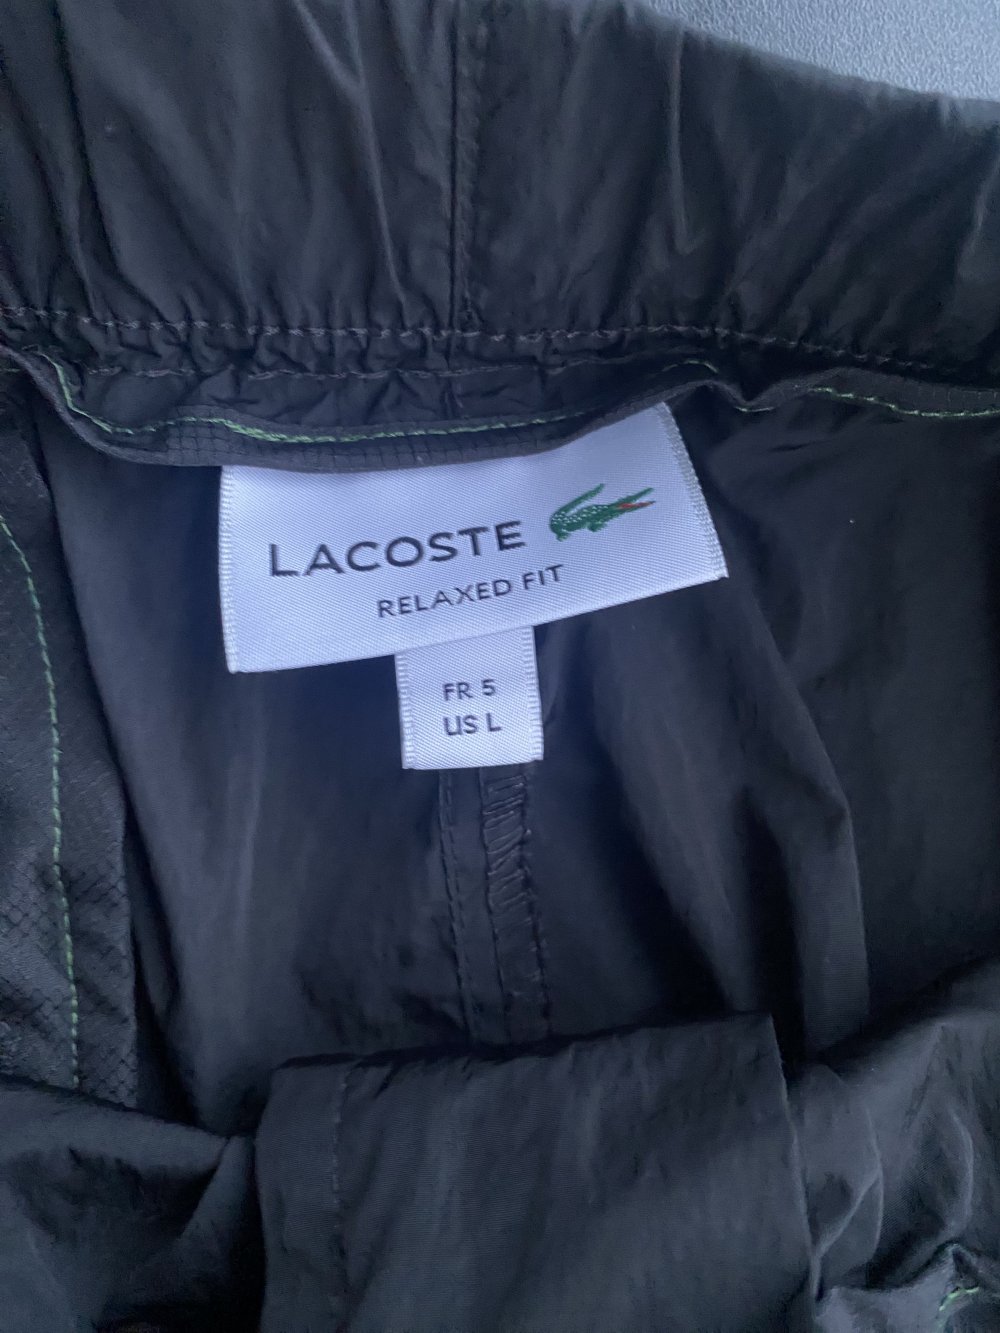 LACOSTE
RELAXED FIT
FR 5
US L